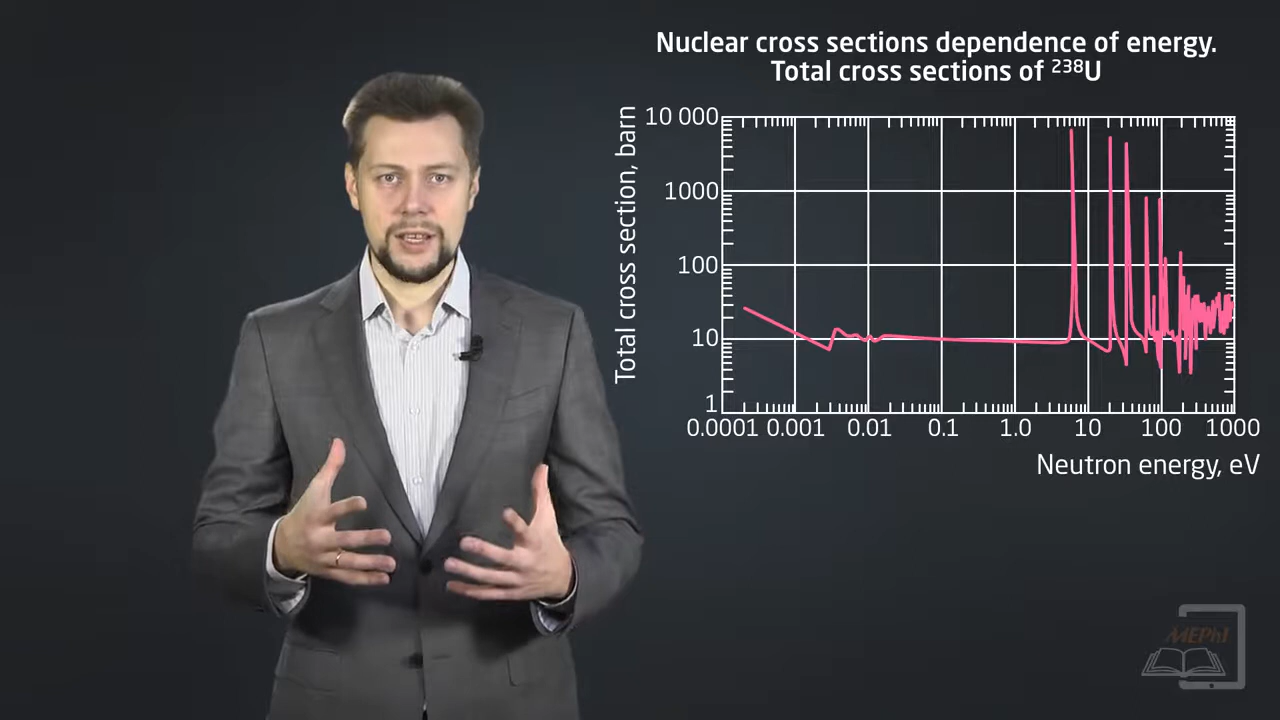 Nuclear cross sections dependence of energy.
Total cross sections of ²³⁸U
Total cross section, barn
10 000
1000
100
10
1
0.0001 0.001 0.01 0.1 1.0 10 100 1000
Neutron energy, eV
MEPhI